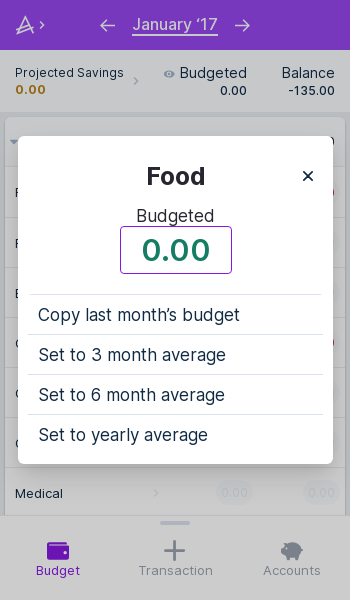 January ‘17
Projected Savings
0.00
Budgeted
0.00
Balance
-135.00
Food
Budgeted
0.00
Copy last month’s budget
Set to 3 month average
Set to 6 month average
Set to yearly average
Medical
0.00
0.00
Budget
Transaction
Accounts